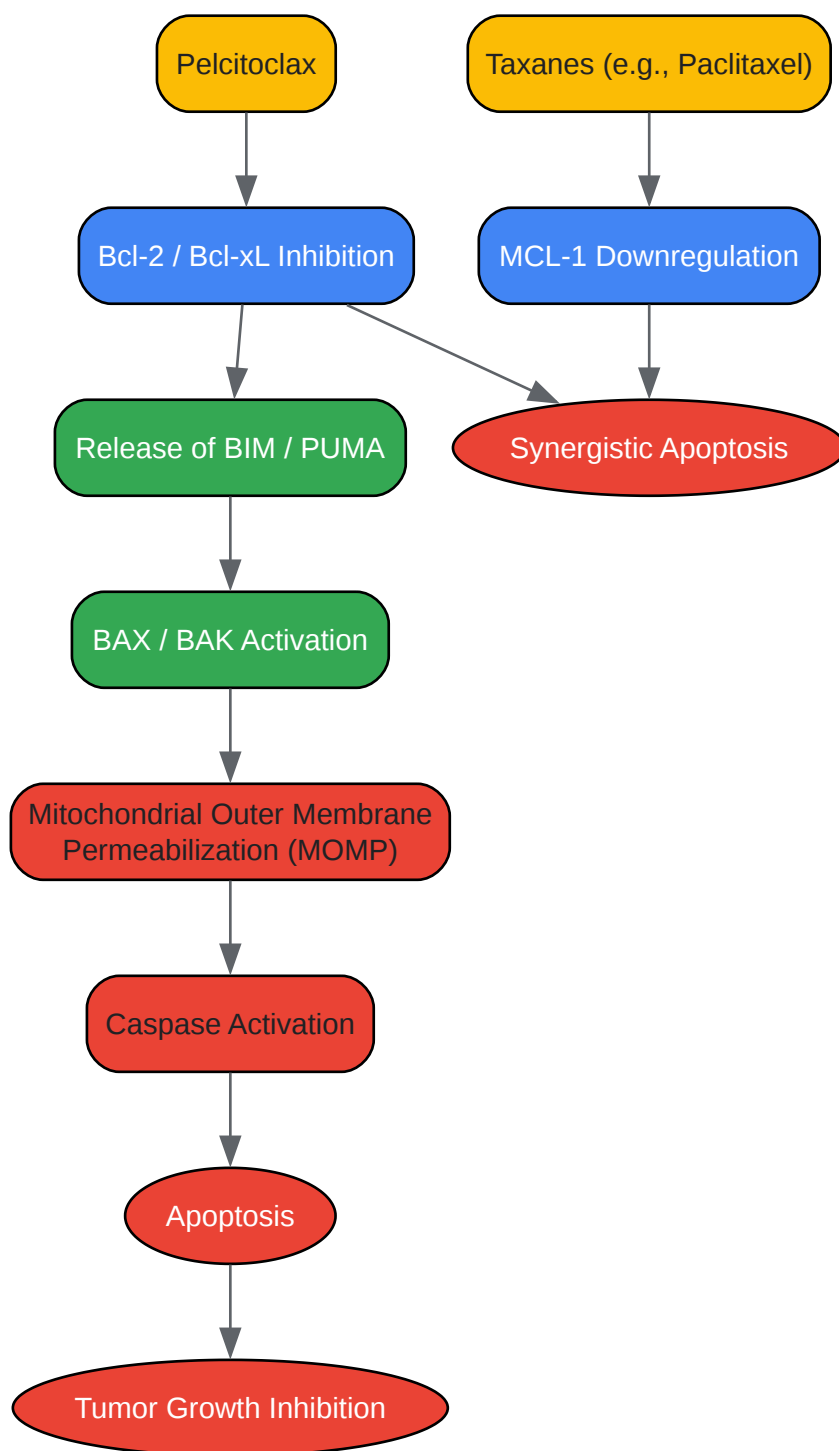 Pelcitoclax
Taxanes (e.g., Paclitaxel)
Bcl-2 / Bcl-xL Inhibition
MCL-1 Downregulation
Release of BIM / PUMA
Synergistic Apoptosis
BAX / BAK Activation
Mitochondrial Outer Membrane
Permeabilization (MOMP)
Caspase Activation
Apoptosis
Tumor Growth Inhibition